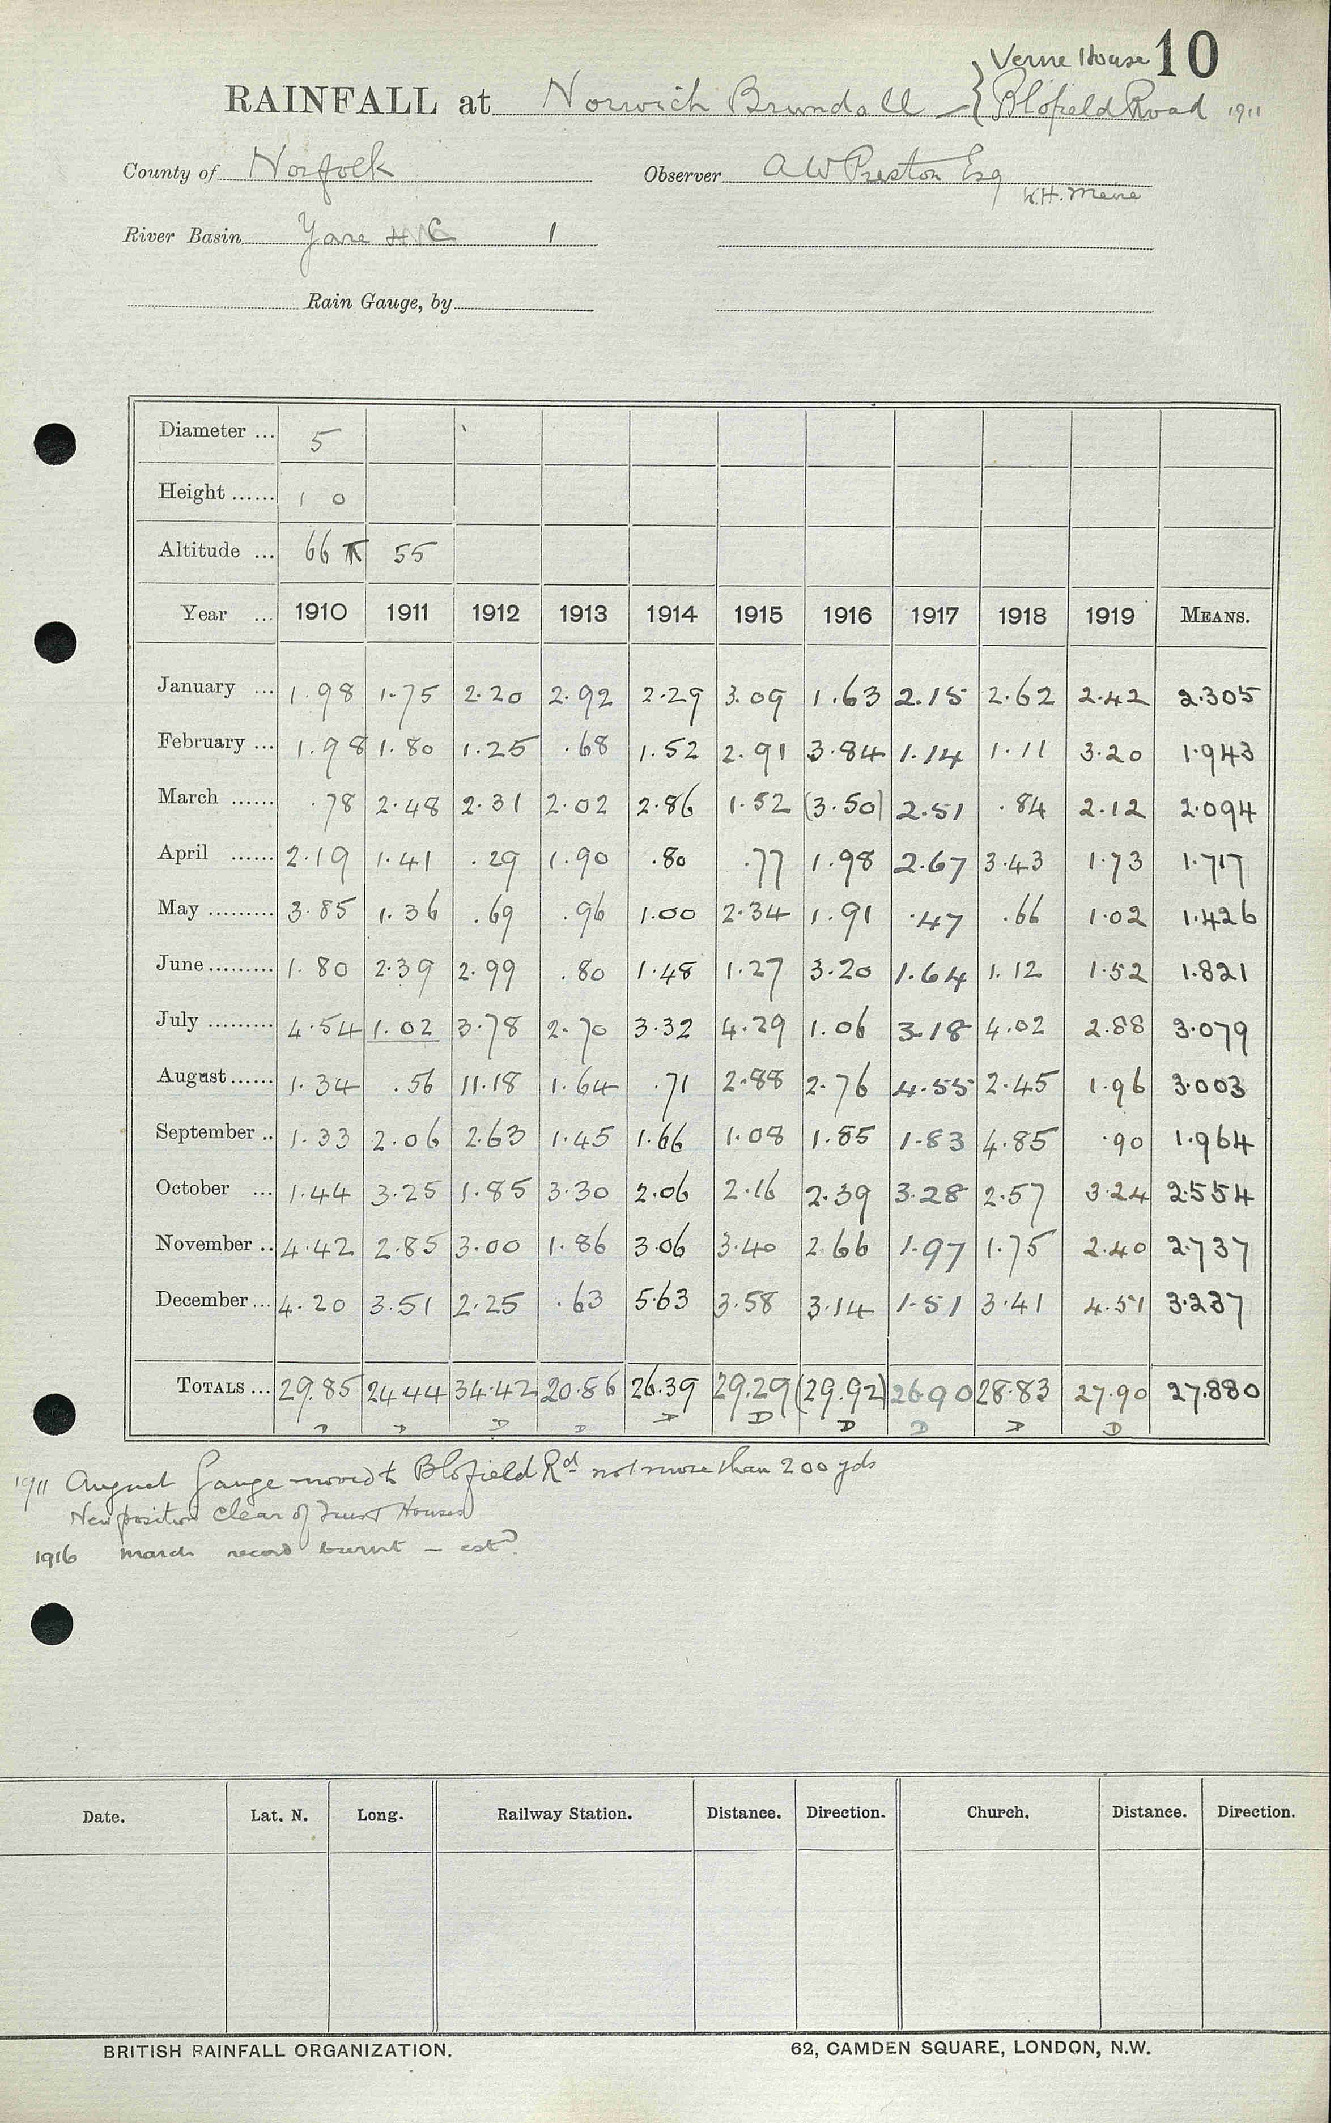 Verne House 10
RAINFALL at Norwich Brundall { Blofield Road 1911
County of Norfolk Observer A W Preston Esq
River Basin Yare C 1
Rain Gauge, by
Diameter ... 5
Height ...... 1 0
Altitude ... 66 55
Year ... 1910 1911 1912 1913 1914 1915 1916 1917 1918 1919 MEANS.
January ... 1.98 1.75 2.20 2.92 2.29 3.09 1.63 2.15 2.62 2.42 2.305
February ... 1.98 1.80 1.25 .68 1.52 2.91 3.84 1.14 1.11 3.20 1.943
March ...... .78 2.48 2.31 2.02 2.86 1.52 (3.50) 2.51 .84 2.12 2.094
April ...... 2.19 1.41 .29 1.90 .80 .77 1.98 2.67 3.43 1.73 1.717
May ......... 3.85 1.36 .69 .96 1.00 2.34 1.91 .47 .66 1.02 1.426
June ......... 1.80 2.39 2.99 .80 1.48 1.27 3.20 1.64 1.12 1.52 1.821
July ......... 4.54 1.02 3.78 2.70 3.32 4.29 1.06 3.18 4.02 2.88 3.079
August ...... 1.34 .56 11.18 1.64 .71 2.88 2.76 4.55 2.45 1.96 3.003
September .. 1.33 2.06 2.63 1.45 1.66 1.08 1.85 1.83 4.85 .90 1.964
October ... 1.44 3.25 1.85 3.30 2.06 2.16 2.39 3.28 2.57 3.24 2.554
November .. 4.42 2.85 3.00 1.86 3.06 3.40 2.66 1.97 1.75 2.40 2.737
December ... 4.20 3.51 2.25 .63 5.63 3.58 3.14 1.51 3.41 4.51 3.237
TOTALS ... 29.85 24.44 34.42 20.86 26.39 29.29 (29.92) 26.90 28.83 27.90 27.880
D D D D D D D D D D
1911 August Gauge moved to Blofield Rd not more than 200 yds
New position clear of Houses
1916 March record burnt - estd.
Date. Lat. N. Long. Railway Station. Distance. Direction. Church. Distance. Direction.
BRITISH RAINFALL ORGANIZATION. 62, CAMDEN SQUARE, LONDON, N.W.